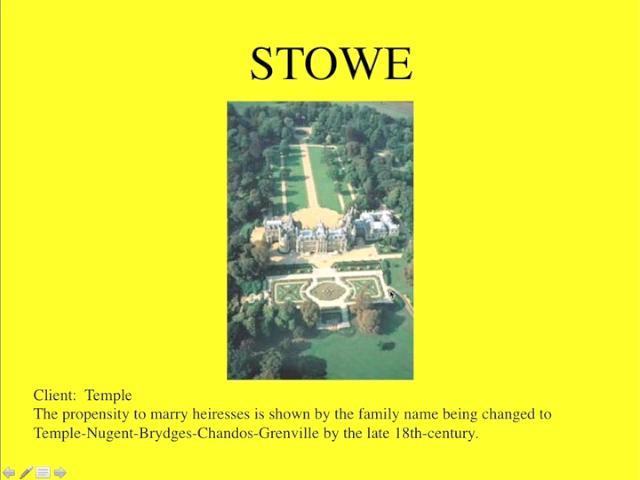 STOWE
Client:  Temple
The propensity to marry heiresses is shown by the family name being changed to
Temple-Nugent-Brydges-Chandos-Grenville by the late 18th-century.